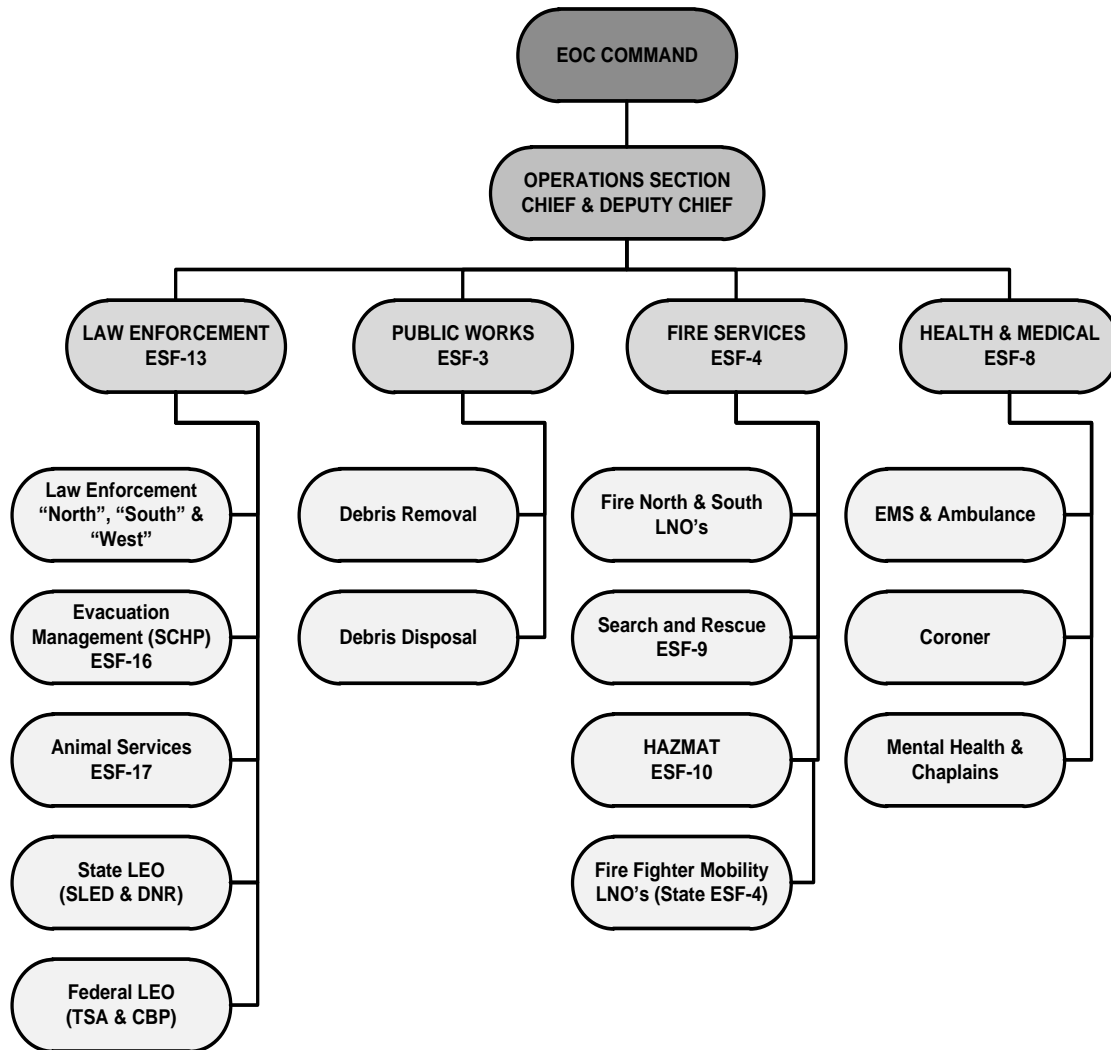 EOC COMMAND
OPERATIONS SECTION
CHIEF & DEPUTY CHIEF
LAW ENFORCEMENT
ESF-13
PUBLIC WORKS
ESF-3
FIRE SERVICES
ESF-4
HEALTH & MEDICAL
ESF-8
Law Enforcement
“North”, “South” &
“West”
Evacuation
Management (SCHP)
ESF-16
Animal Services
ESF-17
State LEO
(SLED & DNR)
Federal LEO
(TSA & CBP)
Debris Removal
Debris Disposal
Fire North & South
LNO’s
Search and Rescue
ESF-9
HAZMAT
ESF-10
Fire Fighter Mobility
LNO’s (State ESF-4)
EMS & Ambulance
Coroner
Mental Health &
Chaplains